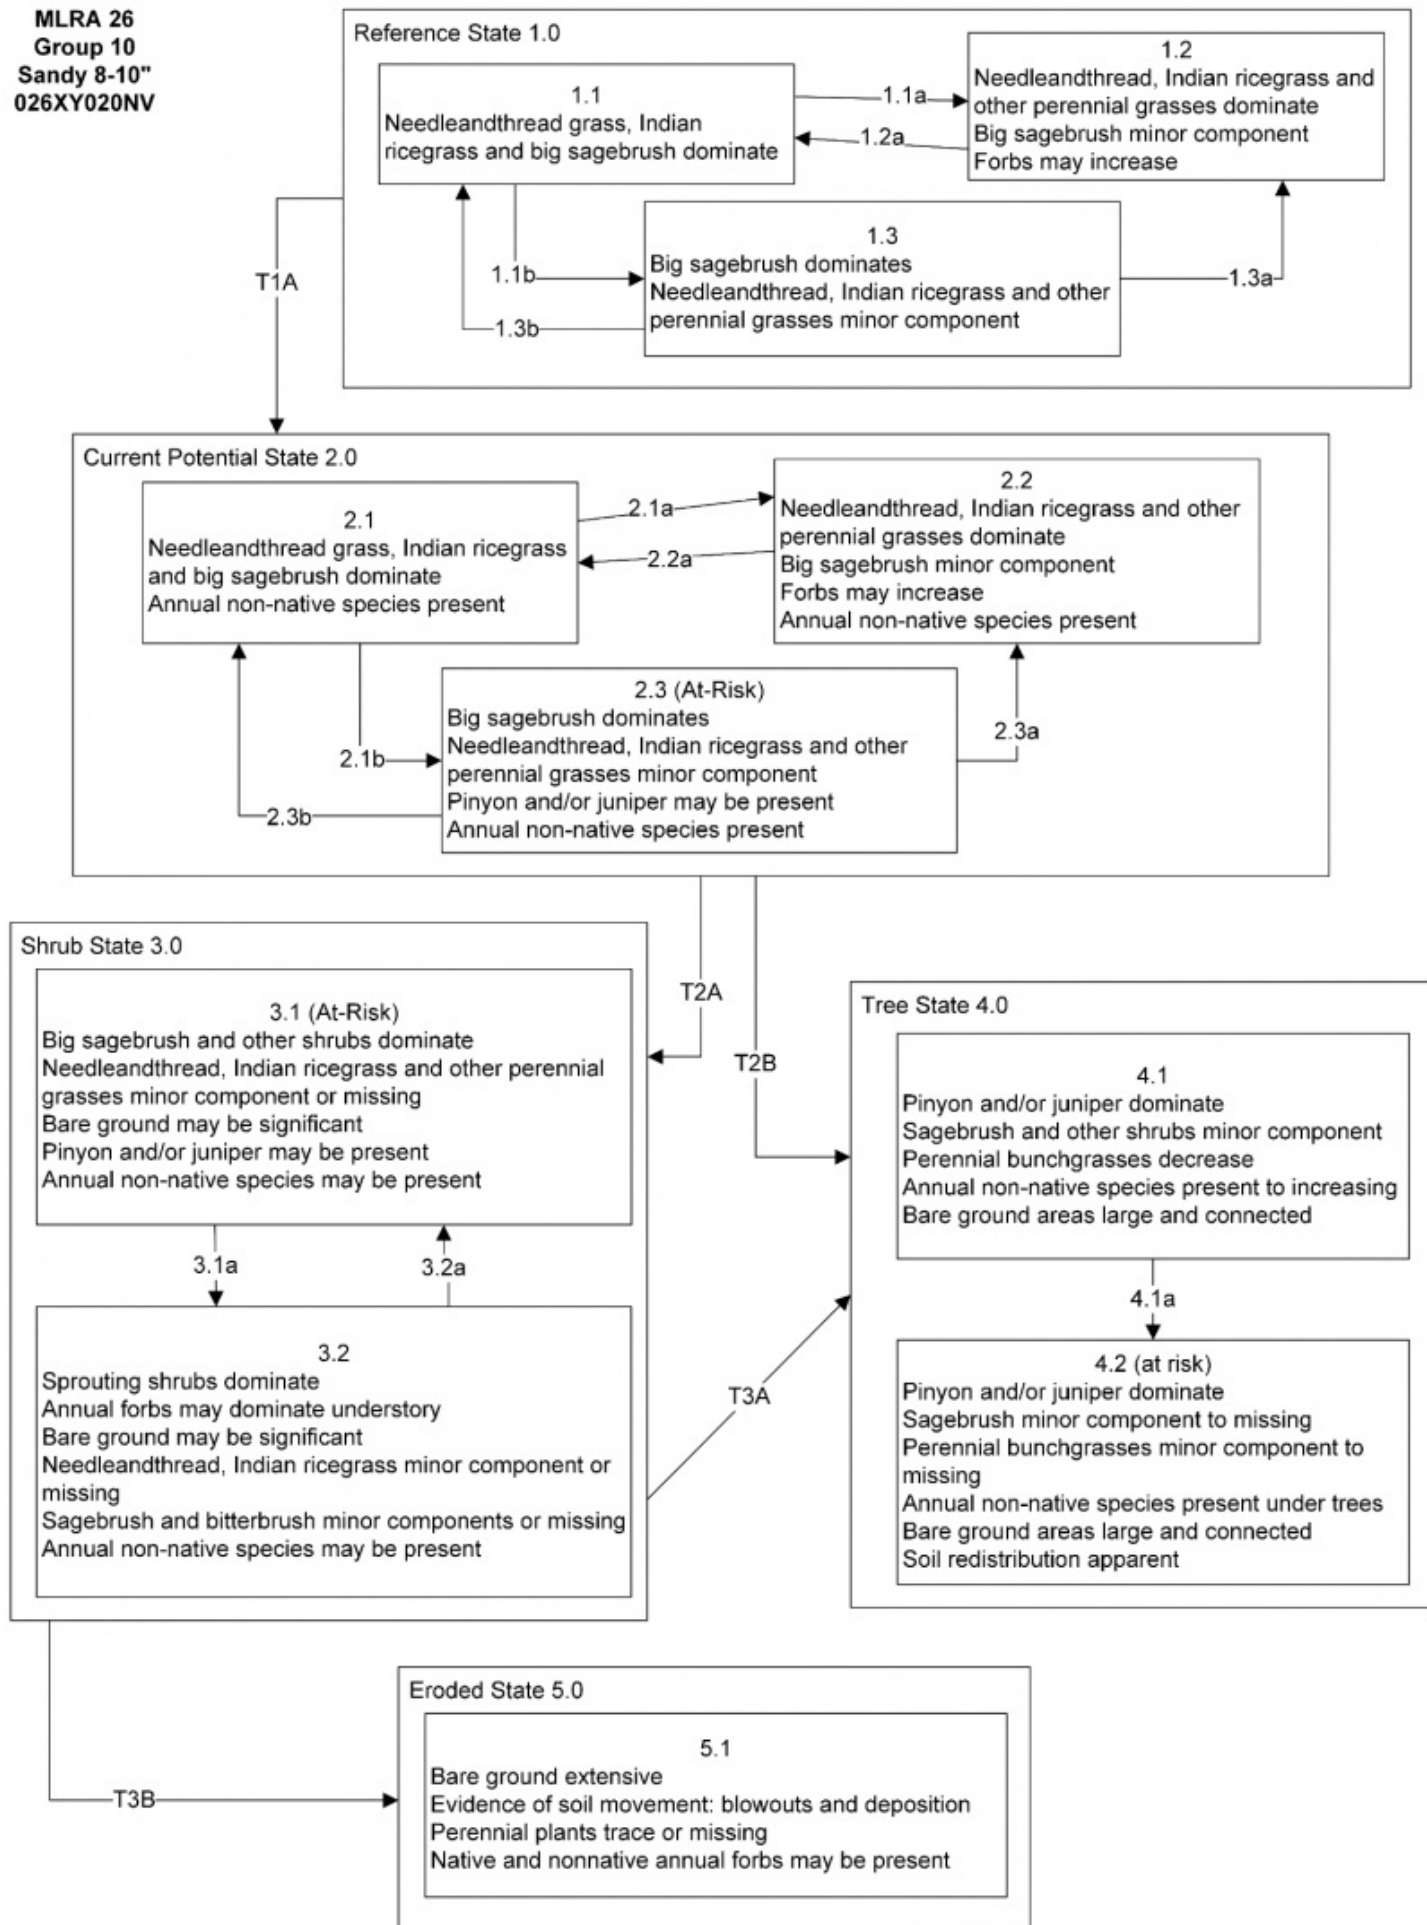 MLRA 26
Group 10
Sandy 8-10"
026XY020NV
Reference State 1.0
1.1
Needleandthread grass, Indian
ricegrass and big sagebrush dominate
1.1a
1.2a
1.2
Needleandthread, Indian ricegrass and
other perennial grasses dominate
Big sagebrush minor component
Forbs may increase
1.1b
1.3b
1.3
Big sagebrush dominates
Needleandthread, Indian ricegrass and other
perennial grasses minor component
1.3a
T1A
Current Potential State 2.0
2.1
Needleandthread grass, Indian ricegrass
and big sagebrush dominate
Annual non-native species present
2.1a
2.2a
2.2
Needleandthread, Indian ricegrass and other
perennial grasses dominate
Big sagebrush minor component
Forbs may increase
Annual non-native species present
2.1b
2.3b
2.3 (At-Risk)
Big sagebrush dominates
Needleandthread, Indian ricegrass and other
perennial grasses minor component
Pinyon and/or juniper may be present
Annual non-native species present
2.3a
T2A
T2B
Shrub State 3.0
3.1 (At-Risk)
Big sagebrush and other shrubs dominate
Needleandthread, Indian ricegrass and other perennial
grasses minor component or missing
Bare ground may be significant
Pinyon and/or juniper may be present
Annual non-native species may be present
3.1a
3.2a
3.2
Sprouting shrubs dominate
Annual forbs may dominate understory
Bare ground may be significant
Needleandthread, Indian ricegrass minor component or
missing
Sagebrush and bitterbrush minor components or missing
Annual non-native species may be present
T3A
Tree State 4.0
4.1
Pinyon and/or juniper dominate
Sagebrush and other shrubs minor component
Perennial bunchgrasses decrease
Annual non-native species present to increasing
Bare ground areas large and connected
4.1a
4.2 (at risk)
Pinyon and/or juniper dominate
Sagebrush minor component to missing
Perennial bunchgrasses minor component to
missing
Annual non-native species present under trees
Bare ground areas large and connected
Soil redistribution apparent
T3B
Eroded State 5.0
5.1
Bare ground extensive
Evidence of soil movement: blowouts and deposition
Perennial plants trace or missing
Native and nonnative annual forbs may be present